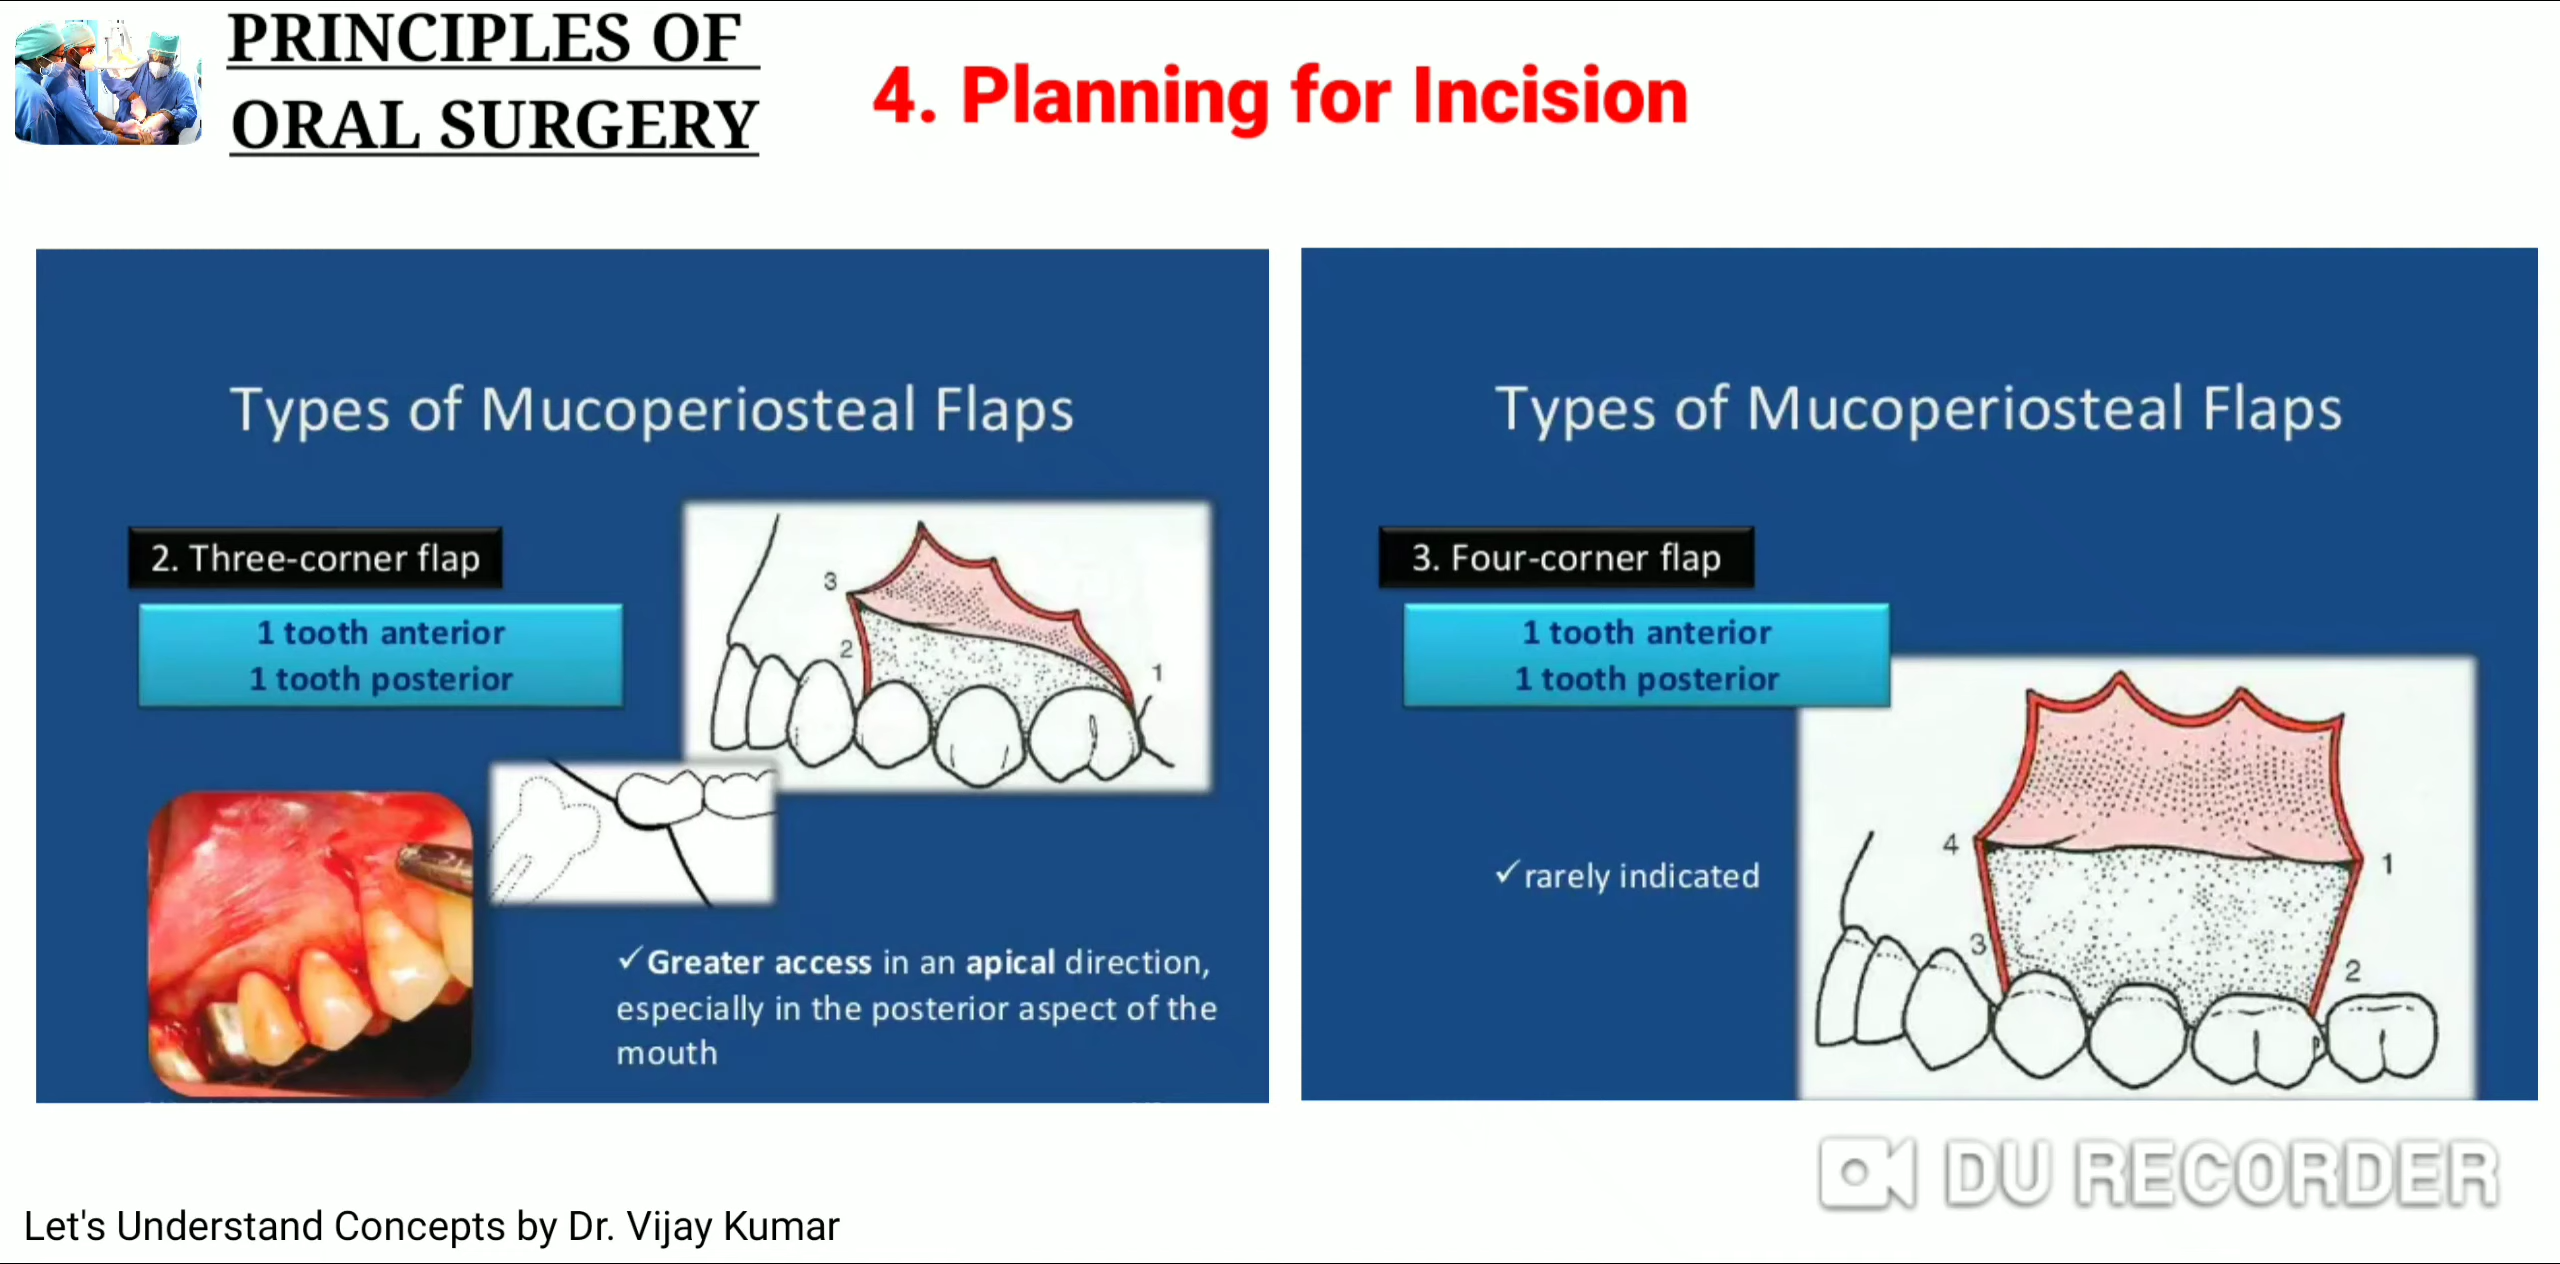 PRINCIPLES OF
ORAL SURGERY
4. Planning for Incision
Types of Mucoperiosteal Flaps
2. Three-corner flap
1 tooth anterior
1 tooth posterior
3
2
1
✓Greater access in an apical direction,
especially in the posterior aspect of the
mouth
Types of Mucoperiosteal Flaps
3. Four-corner flap
1 tooth anterior
1 tooth posterior
✓rarely indicated
4
1
3
2
DU RECORDER
Let's Understand Concepts by Dr. Vijay Kumar